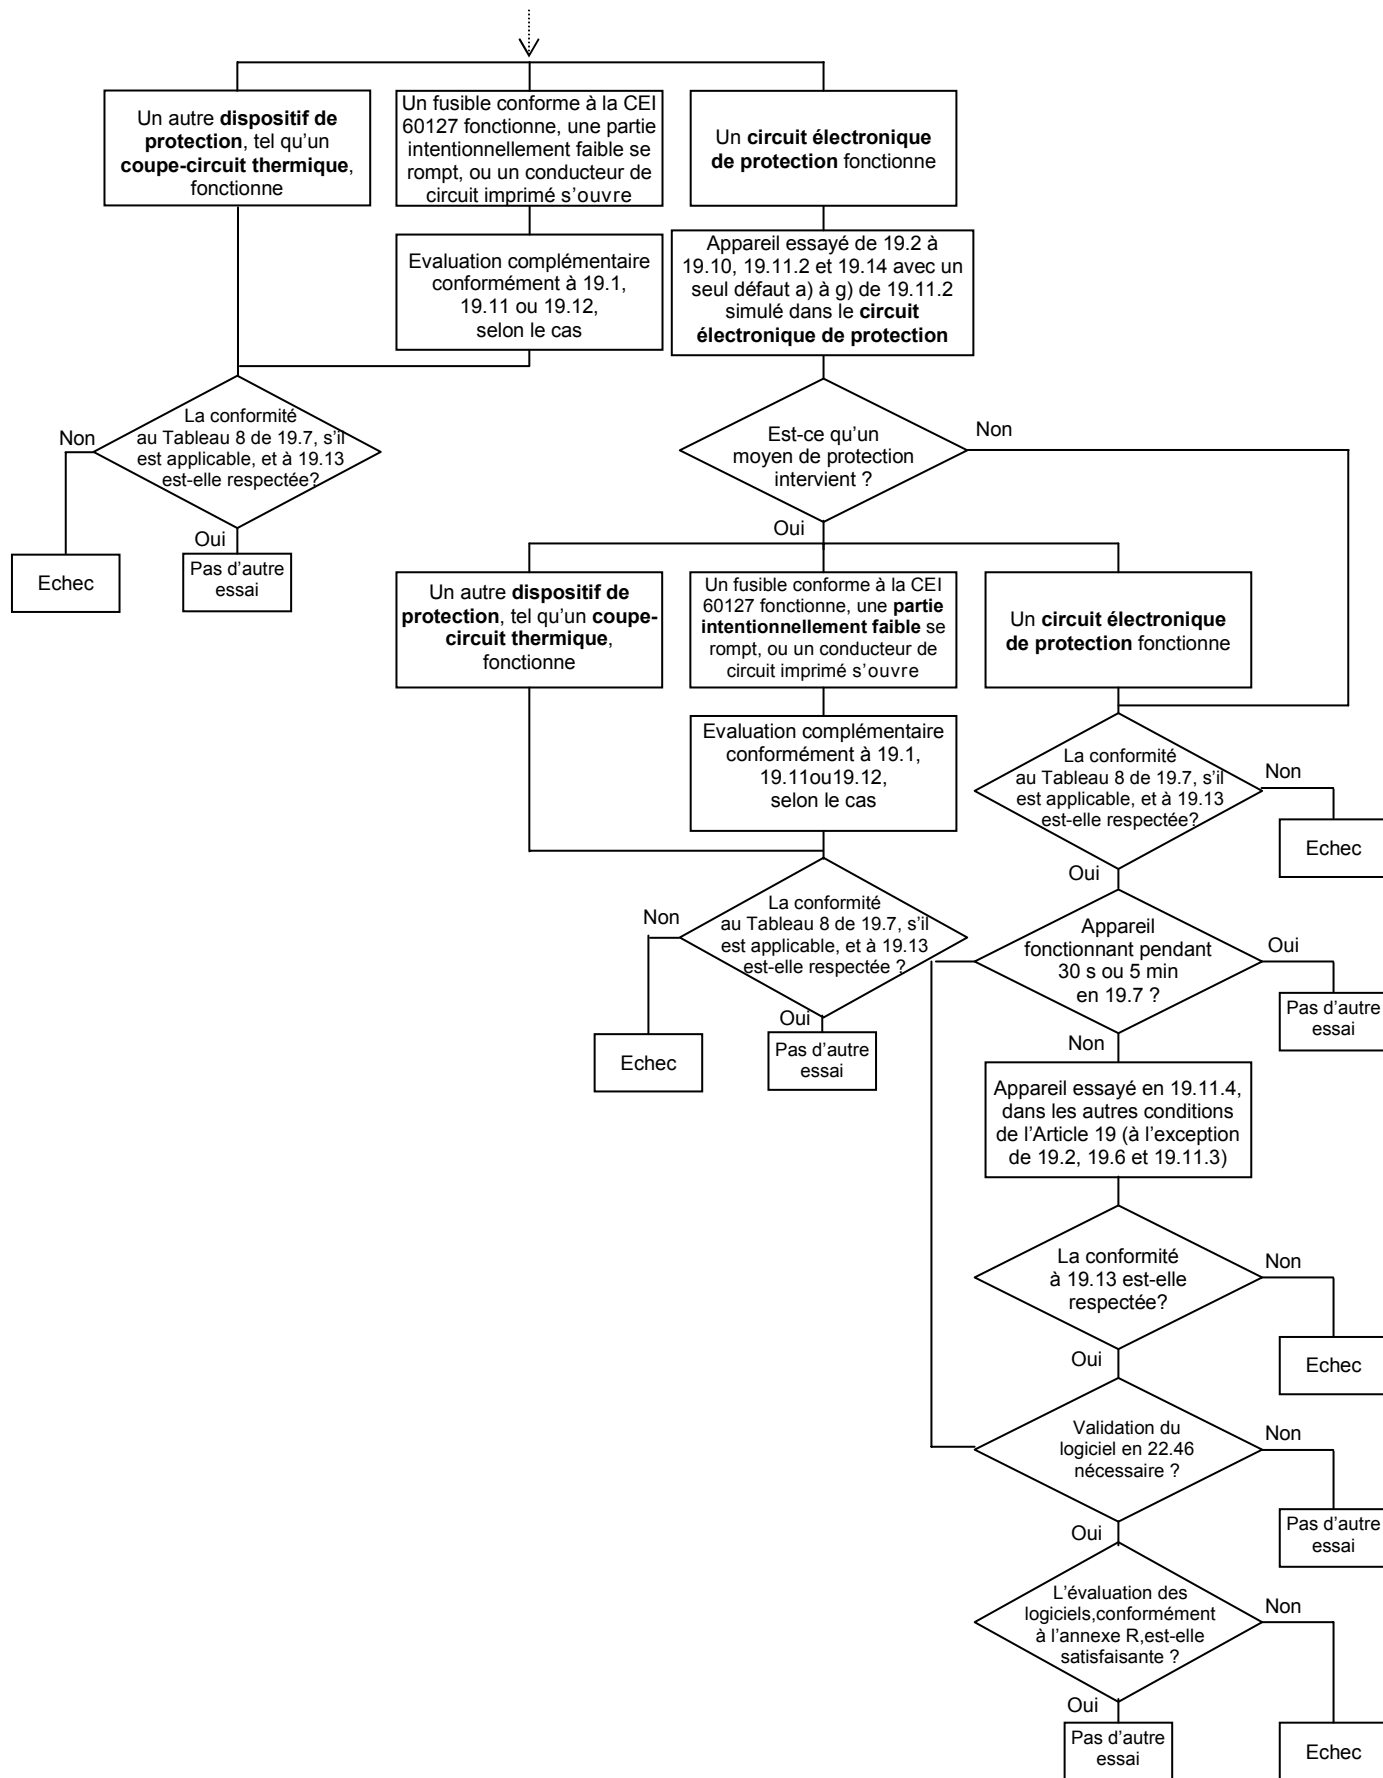 Un autre dispositif de
protection, tel qu'un
coupe-circuit thermique,
fonctionne
Un fusible conforme à la CEI
60127 fonctionne, une partie
intentionnellement faible se
rompt, ou un conducteur de
circuit imprimé s'ouvre
Un circuit électronique
de protection fonctionne
Evaluation complémentaire
conformément à 19.1,
19.11 ou 19.12,
selon le cas
Appareil essayé de 19.2 à
19.10, 19.11.2 et 19.14 avec un
seul défaut a) à g) de 19.11.2
simulé dans le circuit
électronique de protection
La conformité
au Tableau 8 de 19.7, s'il
est applicable, et à 19.13
est-elle respectée?
Non
Oui
Echec
Pas d'autre
essai
Est-ce qu'un
moyen de protection
intervient ?
Non
Oui
Un autre dispositif de
protection, tel qu'un coupe-
circuit thermique,
fonctionne
Un fusible conforme à la CEI
60127 fonctionne, une partie
intentionnellement faible se
rompt, ou un conducteur de
circuit imprimé s'ouvre
Un circuit électronique
de protection fonctionne
Evaluation complémentaire
conformément à 19.1,
19.11ou19.12,
selon le cas
La conformité
au Tableau 8 de 19.7, s'il
est applicable, et à 19.13
est-elle respectée?
Non
Echec
Oui
La conformité
au Tableau 8 de 19.7, s'il
est applicable, et à 19.13
est-elle respectée ?
Non
Oui
Echec
Pas d'autre
essai
Appareil
fonctionnant pendant
30 s ou 5 min
en 19.7 ?
Oui
Pas d'autre
essai
Non
Appareil essayé en 19.11.4,
dans les autres conditions
de l'Article 19 (à l'exception
de 19.2, 19.6 et 19.11.3)
La conformité
à 19.13 est-elle
respectée?
Non
Echec
Oui
Validation du
logiciel en 22.46
nécessaire ?
Non
Pas d'autre
essai
Oui
L'évaluation des
logiciels,conformément
à l'annexe R,est-elle
satisfaisante ?
Non
Echec
Oui
Pas d'autre
essai